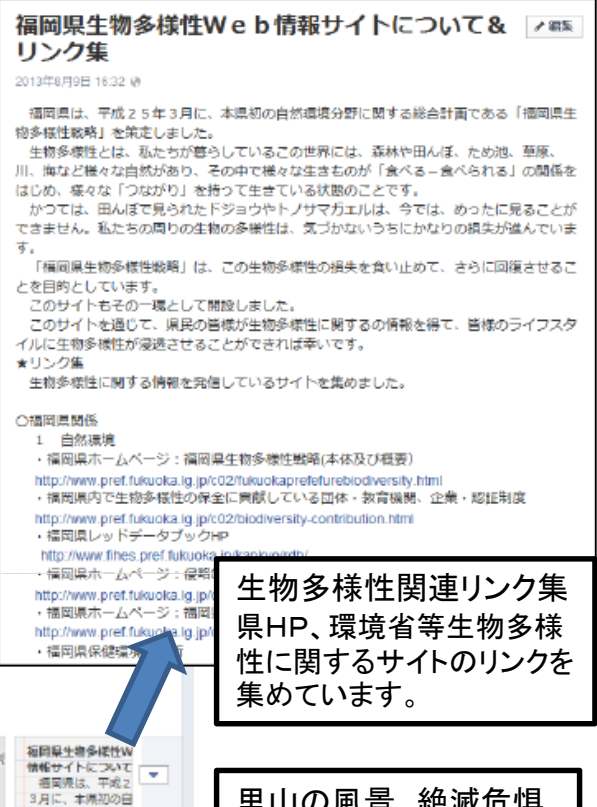 福岡県生物多様性Ｗｅｂ情報サイトについて＆
リンク集
編集
2013年8月9日 16:32
福岡県は、平成２５年３月に、本県初の自然環境分野に関する総合計画である「福岡県生
物多様性戦略」を策定しました。
生物多様性とは、私たちが暮らしているこの世界には、森林や田んぼ、ため池、草原、
川、海など様々な自然があり、その中で様々な生きものが「食べる－食べられる」の関係を
はじめ、様々な「つながり」を持って生きている状態のことです。
かつては、田んぼで見られたドジョウやトノサマガエルは、今では、めったに見ることが
できません。私たちの周りの生物の多様性は、気づかないうちにかなりの損失が進んでいま
す。
「福岡県生物多様性戦略」は、この生物多様性の損失を食い止めて、さらに回復させるこ
とを目的としています。
このサイトもその一環として開設しました。
このサイトを通じて、県民の皆様が生物多様性に関するの情報を得て、皆様のライフスタ
イルに生物多様性が浸透させることができれば幸いです。
★リンク集
生物多様性に関する情報を発信しているサイトを集めました。
○福岡県関係
１　自然環境
・福岡県ホームページ：福岡県生物多様性戦略(本体及び概要）
http://www.pref.fukuoka.lg.jp/c02/fukuokaprefefurebiodiversity.html
・福岡県内で生物多様性の保全に貢献している団体・教育機関、企業・認証制度
http://www.pref.fukuoka.lg.jp/c02/biodiversity-contribution.html
・福岡県レッドデータブックHP
http://www.fihes.pref.fukuoka.jp/kankyo/rdb/
・福岡県ホームページ：侵略
http://www.pref.fukuoka.lg.jp/
・福岡県ホームページ：福岡
http://www.pref.fukuoka.lg.jp/
・福岡県保健環境
生物多様性関連リンク集
県HP、環境省等生物多様
性に関するサイトのリンクを
集めています。
福岡県生物多様性W
情報サイトについて
福岡県は、平成２
３月に、本県初の自
里山の風景、絶滅危惧